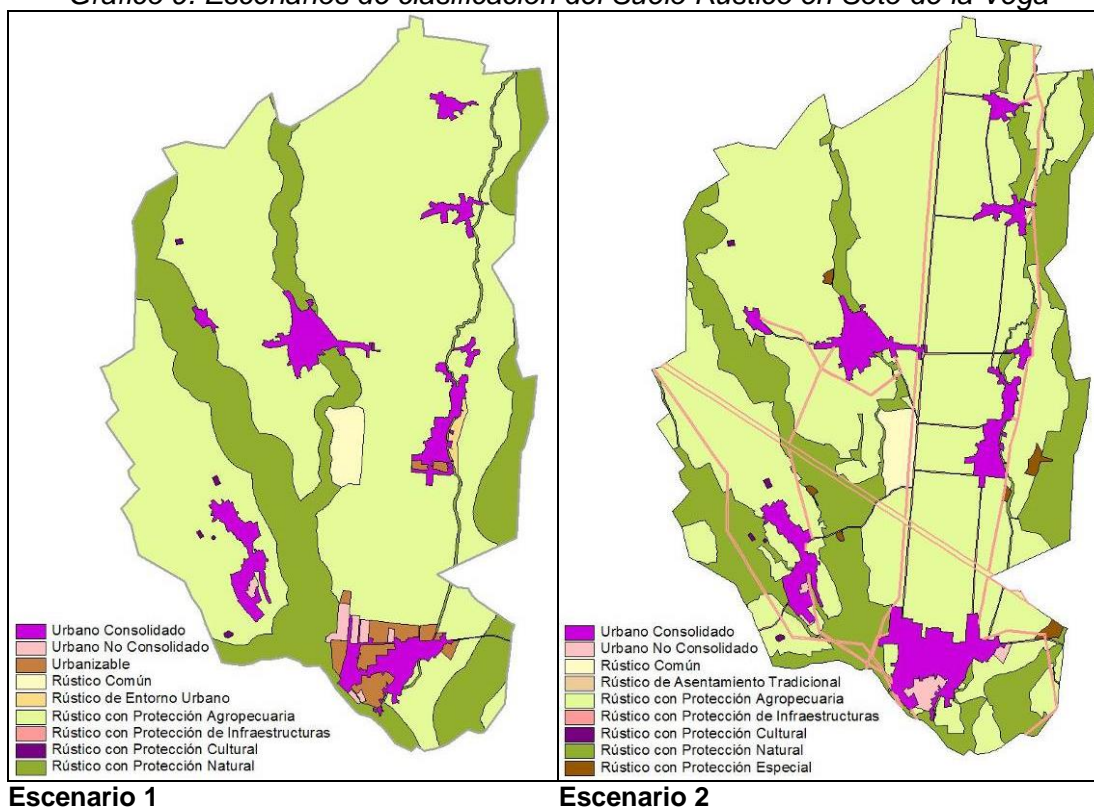 Gráfico 9. Escenarios de clasificación del Suelo Rústico en Soto de la Vega
Urbano Consolidado
Urbano No Consolidado
Urbanizable
Rústico Común
Rústico de Entorno Urbano
Rústico con Protección Agropecuaria
Rústico con Protección de Infraestructuras
Rústico con Protección Cultural
Rústico con Protección Natural
Urbano Consolidado
Urbano No Consolidado
Rústico Común
Rústico de Asentamiento Tradicional
Rústico con Protección Agropecuaria
Rústico con Protección de Infraestructuras
Rústico con Protección Cultural
Rústico con Protección Natural
Rústico con Protección Especial
Escenario 1
Escenario 2